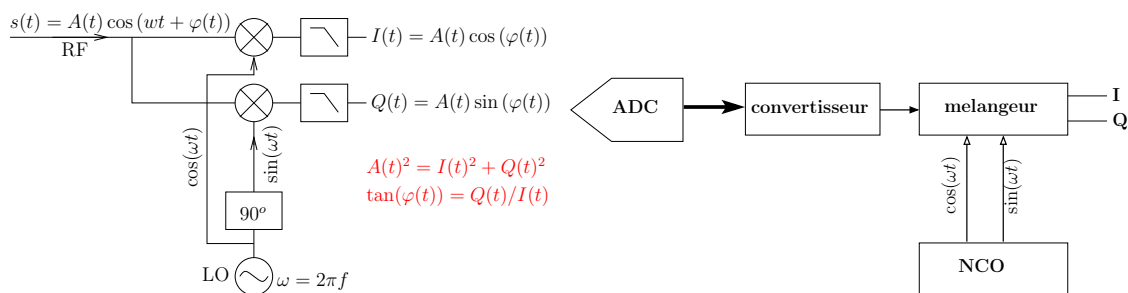 s(t) = A(t) cos (wt + φ(t))
RF
I(t) = A(t) cos (φ(t))
Q(t) = A(t) sin (φ(t))
cos(ωt)
sin(ωt)
A(t)² = I(t)² + Q(t)²
tan(φ(t)) = Q(t)/I(t)
90º
LO
ω = 2πf
ADC
convertisseur
melangeur
I
Q
cos(ωt)
sin(ωt)
NCO